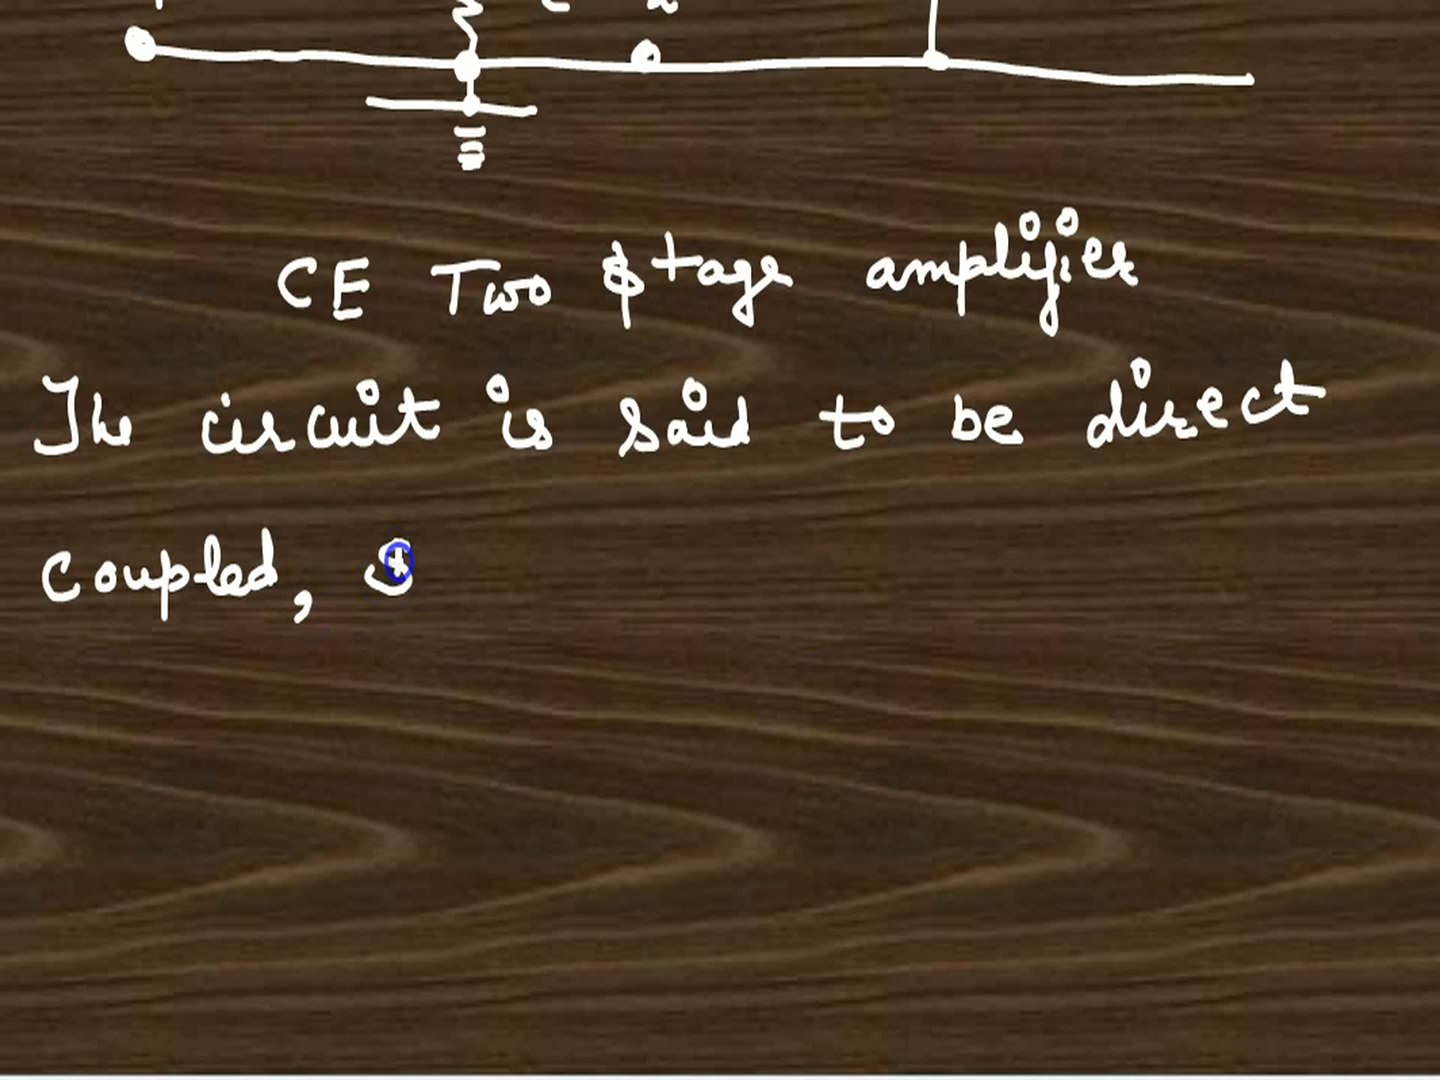 CE Two stage amplifier
The circuit is said to be direct
coupled,